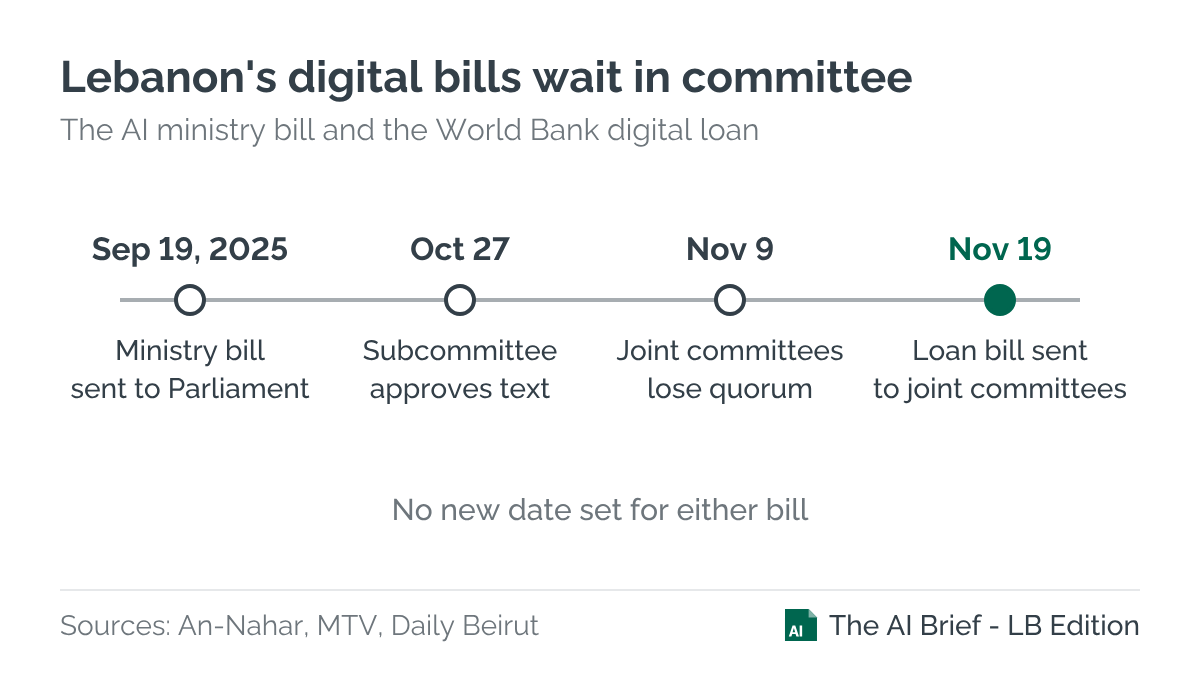 Lebanon's digital bills wait in committee
The AI ministry bill and the World Bank digital loan
Sep 19, 2025
Ministry bill
sent to Parliament
Oct 27
Subcommittee
approves text
Nov 9
Joint committees
lose quorum
Nov 19
Loan bill sent
to joint committees
No new date set for either bill
Sources: An-Nahar, MTV, Daily Beirut
AI
The AI Brief - LB Edition